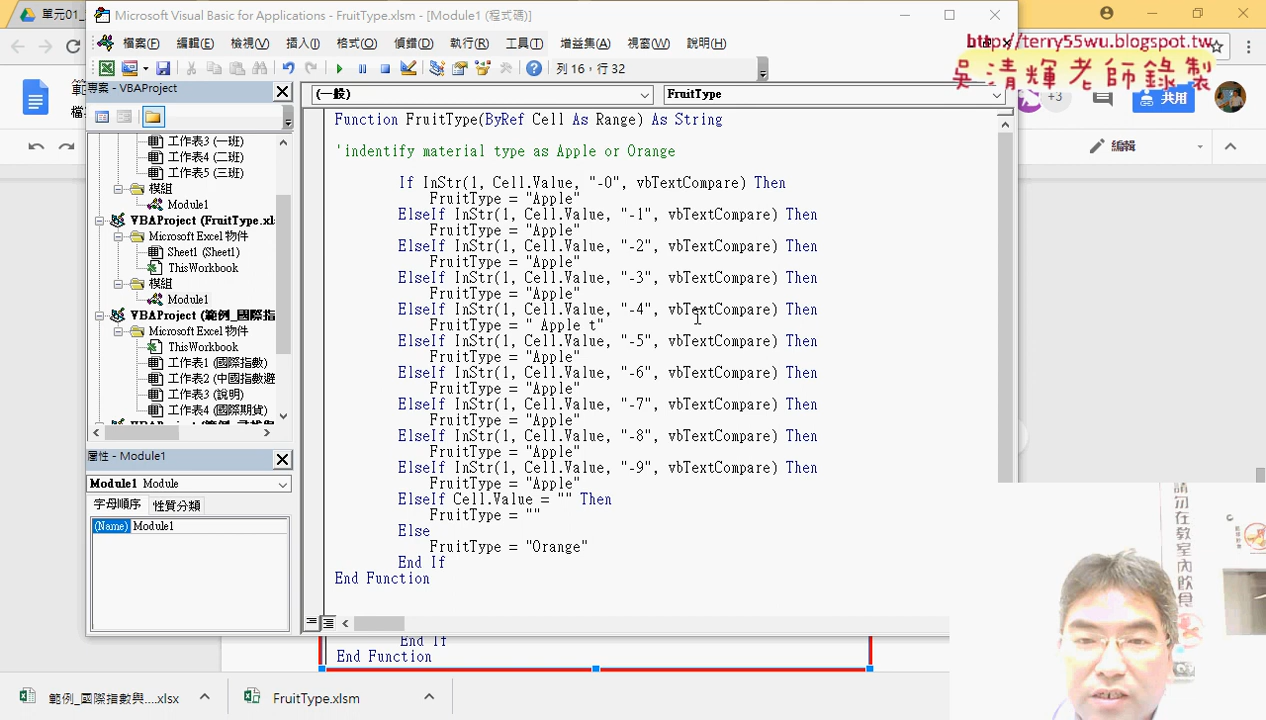 單元01_
Microsoft Visual Basic for Applications - FruitType.xlsm - [Module1 (程式碼)]
http://terry55wu.blogspot.tw
吳清輝老師錄製
檔案(F) 編輯(E) 檢視(V) 插入(I) 格式(O) 偵錯(D) 執行(R) 工具(T) 增益集(A) 視窗(W) 說明(H)
列 16，行 32
+3
共用
編輯
專案 - VBAProject
(一般)
FruitType
工作表3 (一班)
工作表4 (二班)
工作表5 (三班)
模組
Module1
VBAProject (FruitType.xl
Microsoft Excel 物件
Sheet1 (Sheet1)
ThisWorkbook
模組
Module1
VBAProject (範例_國際指
Microsoft Excel 物件
ThisWorkbook
工作表1 (國際指數)
工作表2 (中國指數避
工作表3 (說明)
工作表4 (國際期貨)
屬性 - Module1
Module1 Module
字母順序 性質分類
(Name) Module1
Function FruitType(ByRef Cell As Range) As String
'indentify material type as Apple or Orange
If InStr(1, Cell.Value, "-0", vbTextCompare) Then
FruitType = "Apple"
ElseIf InStr(1, Cell.Value, "-1", vbTextCompare) Then
FruitType = "Apple"
ElseIf InStr(1, Cell.Value, "-2", vbTextCompare) Then
FruitType = "Apple"
ElseIf InStr(1, Cell.Value, "-3", vbTextCompare) Then
FruitType = "Apple"
ElseIf InStr(1, Cell.Value, "-4", vbTextCompare) Then
FruitType = " Apple t"
ElseIf InStr(1, Cell.Value, "-5", vbTextCompare) Then
FruitType = "Apple"
ElseIf InStr(1, Cell.Value, "-6", vbTextCompare) Then
FruitType = "Apple"
ElseIf InStr(1, Cell.Value, "-7", vbTextCompare) Then
FruitType = "Apple"
ElseIf InStr(1, Cell.Value, "-8", vbTextCompare) Then
FruitType = "Apple"
ElseIf InStr(1, Cell.Value, "-9", vbTextCompare) Then
FruitType = "Apple"
ElseIf Cell.Value = "" Then
FruitType = ""
Else
FruitType = "Orange"
End If
End Function
End If
End Function
請勿在教室內飲食
範例_國際指數與....xlsx
FruitType.xlsm